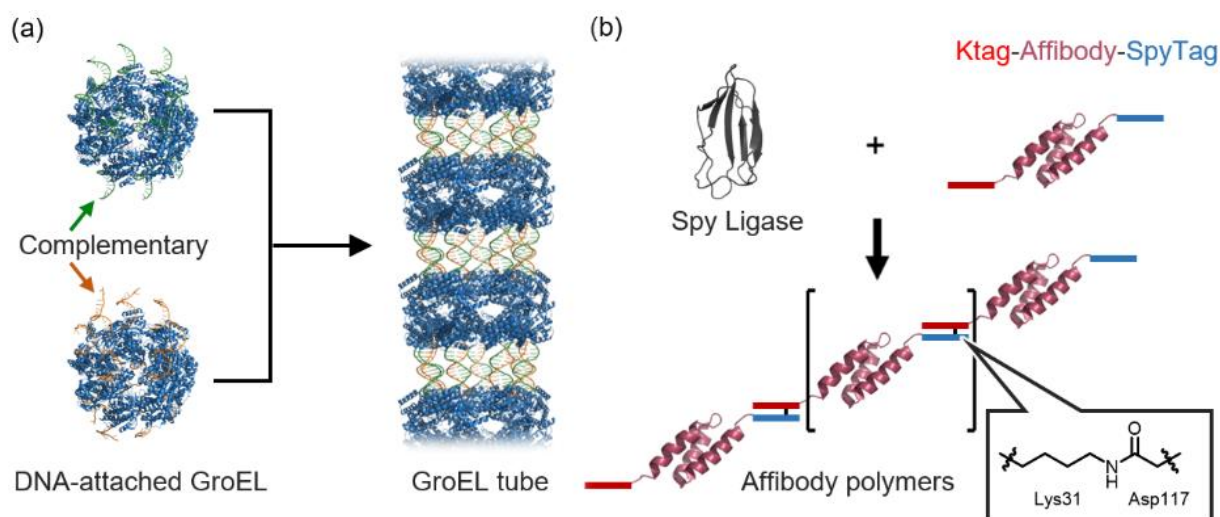 (a)
Complementary
DNA-attached GroEL
GroEL tube
(b)
Ktag-Affibody-SpyTag
+
Spy Ligase
Affibody polymers
O
N
H
Lys31
Asp117